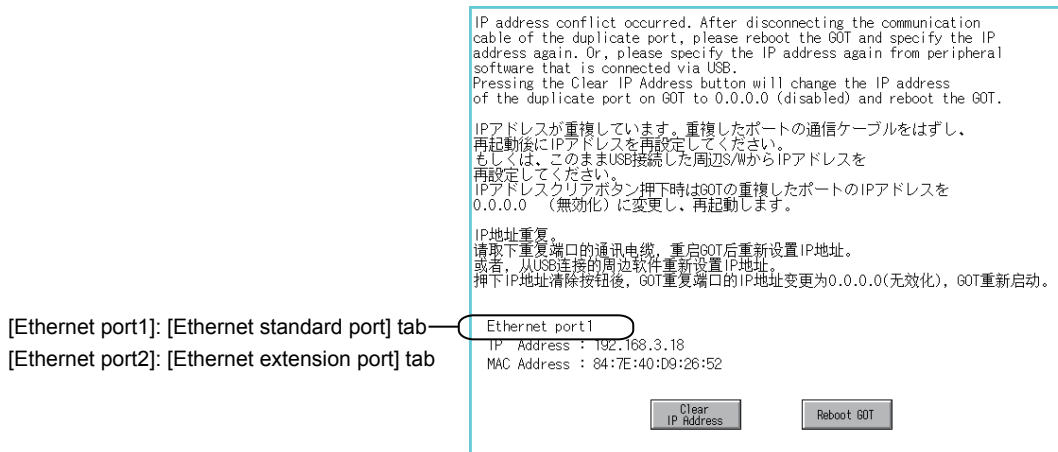 IP address conflict occurred. After disconnecting the communication
cable of the duplicate port, please reboot the GOT and specify the IP
address again. Or, please specify the IP address again from peripheral
software that is connected via USB.
Pressing the Clear IP Address button will change the IP address
of the duplicate port on GOT to 0.0.0.0 (disabled) and reboot the GOT.
IPアドレスが重複しています。重複したポートの通信ケーブルをはずし、
再起動後にIPアドレスを再設定してください。
もしくは、このままUSB接続した周辺S/WからIPアドレスを
再設定してください。
IPアドレスクリアボタン押下時はGOTの重複したポートのIPアドレスを
0.0.0.0 （無効化）に変更し、再起動します。
IP地址重复。
请取下重复端口的通讯电缆，重启GOT后重新设置IP地址。
或者，从USB连接的周边软件重新设置IP地址。
押下IP地址清除按钮後，GOT重复端口的IP地址变更为0.0.0.0(无效化)，GOT重新启动。
[Ethernet port1]: [Ethernet standard port] tab
Ethernet port1
[Ethernet port2]: [Ethernet extension port] tab
IP Address : 192.168.3.18
MAC Address : 84:7E:40:D9:26:52
Clear
IP Address
Reboot GOT